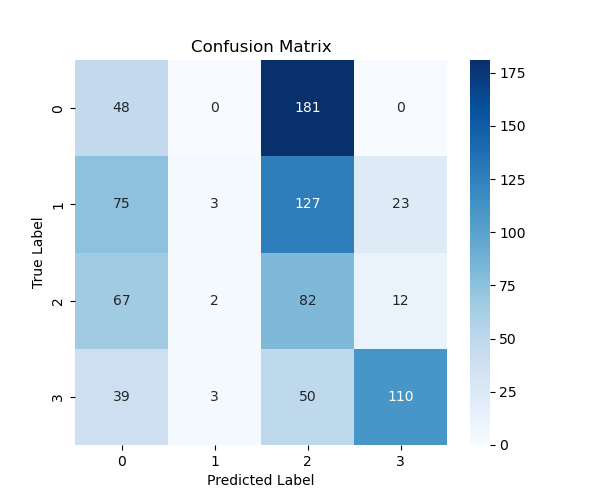 Confusion Matrix
True Label
0 48 0 181 0
1 75 3 127 23
2 67 2 82 12
3 39 3 50 110
0 1 2 3
Predicted Label
175
150
125
100
75
50
25
0